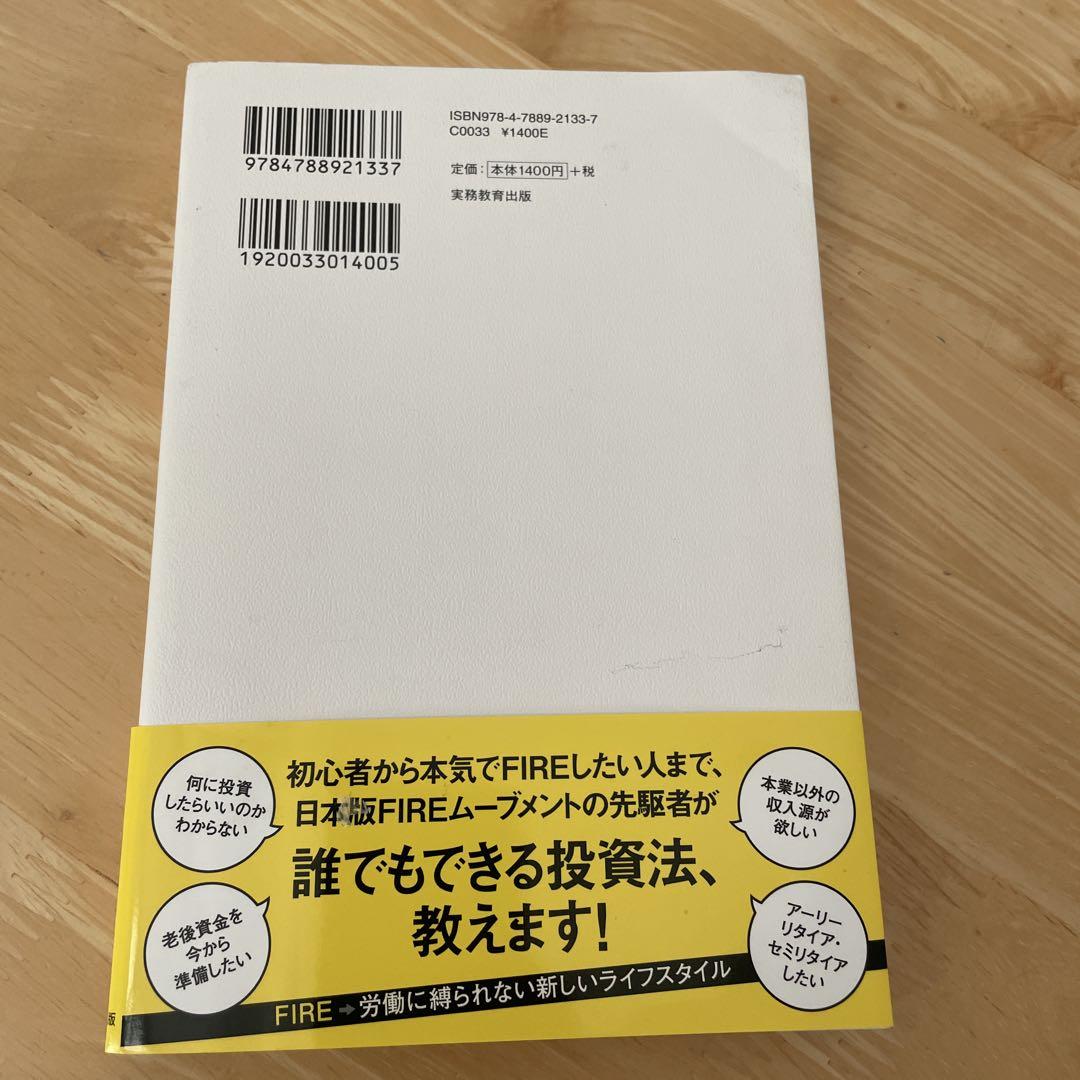 9784788921337
1920033014005
ISBN978-4-7889-2133-7
C0033 ¥1400E
定価：本体1400円＋税
実務教育出版
初心者から本気でFIREしたい人まで、
日本版FIREムーブメントの先駆者が
誰でもできる投資法、
教えます！
何に投資
したらいいのか
わからない
本業以外の
収入源が
欲しい
老後資金を
今から
準備したい
アーリー
リタイア・
セミリタイア
したい
FIRE➡労働に縛られない新しいライフスタイル
版